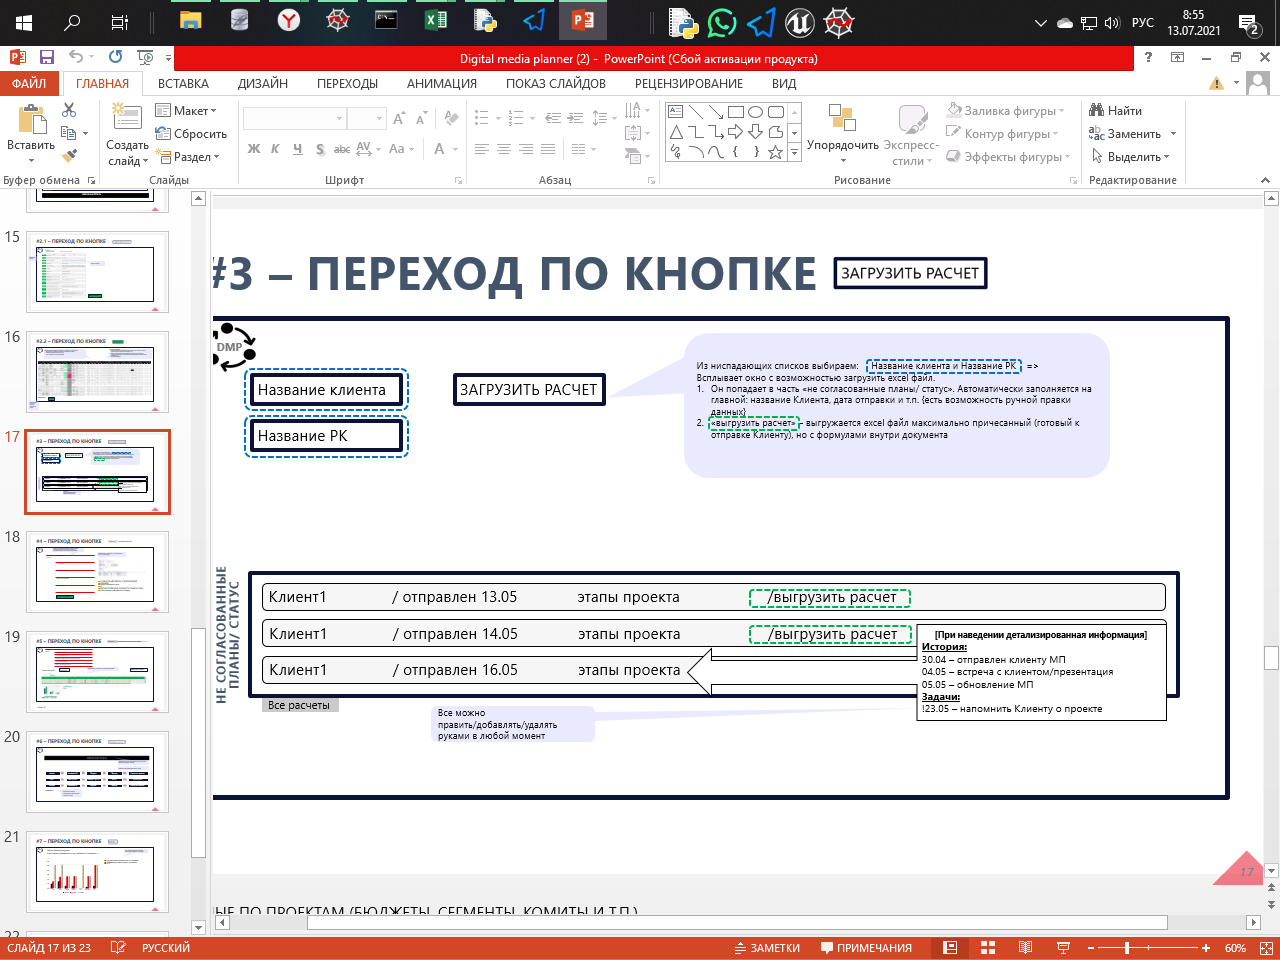 РУС
8:55
13.07.2021
2
Digital media planner (2) - PowerPoint (Сбой активации продукта)
?
ФАЙЛ
ГЛАВНАЯ
ВСТАВКА
ДИЗАЙН
ПЕРЕХОДЫ
АНИМАЦИЯ
ПОКАЗ СЛАЙДОВ
РЕЦЕНЗИРОВАНИЕ
ВИД
Вставить
Создать слайд
Макет
Сбросить
Раздел
Ж К Ч S abc AV Aa A
Упорядочить
Экспресс-стили
Заливка фигуры
Контур фигуры
Эффекты фигуры
Найти
Заменить
Выделить
Буфер обмена
Слайды
Шрифт
Абзац
Рисование
Редактирование
15
#2.1 – ПЕРЕХОД ПО КНОПКЕ
16
#2.2 – ПЕРЕХОД ПО КНОПКЕ
17
#3 – ПЕРЕХОД ПО КНОПКЕ
18
#4 – ПЕРЕХОД ПО КНОПКЕ
19
#5 – ПЕРЕХОД ПО КНОПКЕ
20
#6 – ПЕРЕХОД ПО КНОПКЕ
21
#7 – ПЕРЕХОД ПО КНОПКЕ
22
#3 – ПЕРЕХОД ПО КНОПКЕ
ЗАГРУЗИТЬ РАСЧЕТ
DMP
Название клиента
ЗАГРУЗИТЬ РАСЧЕТ
Название РК
Из ниспадающих списков выбираем: Название клиента и Название РК =>
Всплывает окно с возможностью загрузить excel файл.
1. Он попадает в часть «не согласованные планы/ статус». Автоматически заполняется на
главной: название Клиента, дата отправки и т.п. {есть возможность ручной правки
данных}
2. «выгрузить расчет» – выгружается excel файл максимально причесанный (готовый к
отправке Клиенту), но с формулами внутри документа
НЕ СОГЛАСОВАННЫЕ
ПЛАНЫ/ СТАТУС
Клиент1 / отправлен 13.05 этапы проекта /выгрузить расчет
Клиент1 / отправлен 14.05 этапы проекта /выгрузить расчет
Клиент1 / отправлен 16.05 этапы проекта
[При наведении детализированная информация]
История:
30.04 – отправлен клиенту МП
04.05 – встреча с клиентом/презентация
05.05 – обновление МП
Задачи:
!23.05 – напомнить Клиенту о проекте
Все расчеты
Все можно
править/добавлять/удалять
руками в любой момент
17
ЫЕ ПО ПРОЕКТАМ (БЮДЖЕТЫ, СЕГМЕНТЫ, КОМИТЫ И Т.П.)
СЛАЙД 17 ИЗ 23
РУССКИЙ
ЗАМЕТКИ
ПРИМЕЧАНИЯ
60%